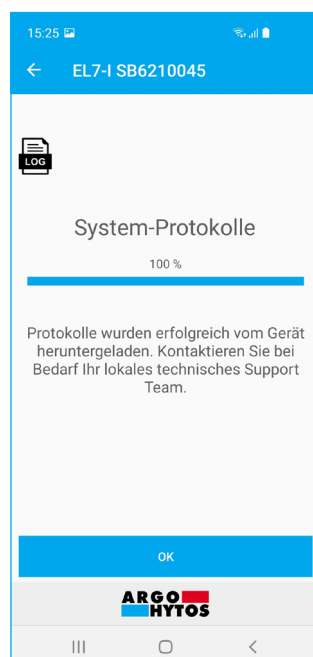 15:25
EL7-I SB6210045
LOG
System-Protokolle
100 %
Protokolle wurden erfolgreich vom Gerät
heruntergeladen. Kontaktieren Sie bei
Bedarf Ihr lokales technisches Support
Team.
OK
ARGO
HYTOS